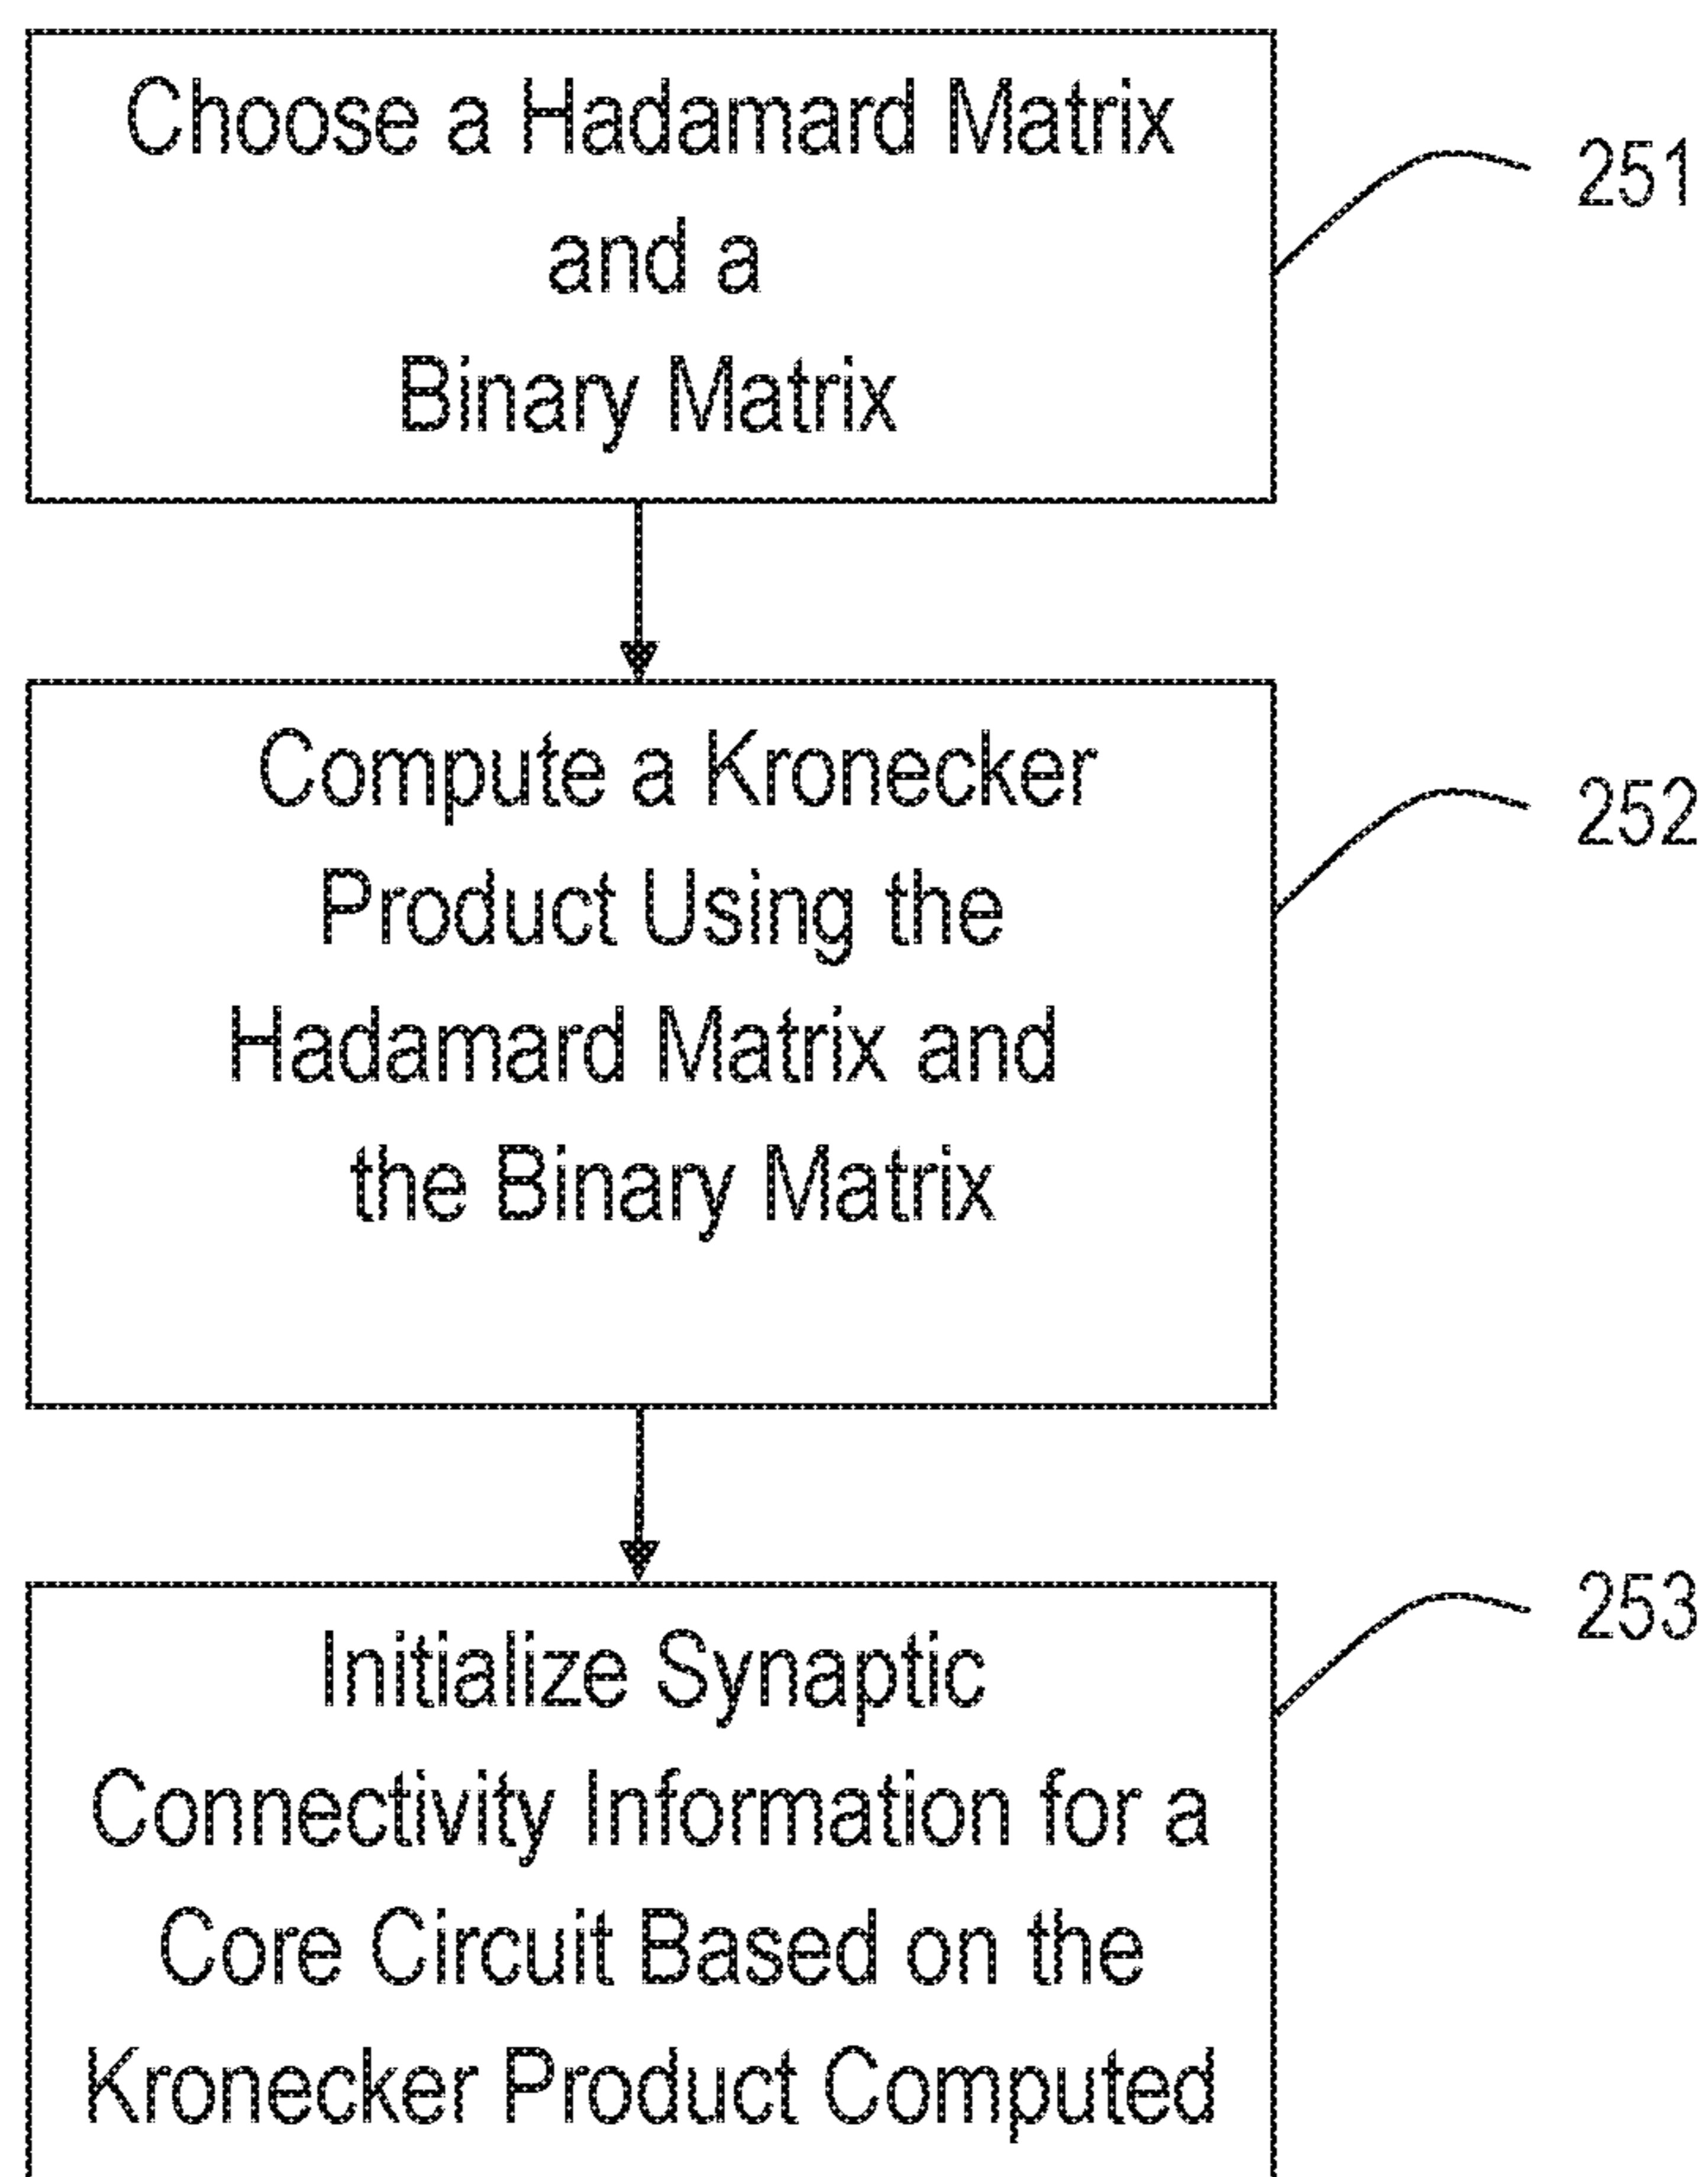 Choose a Hadamard Matrix
and a
Binary Matrix
251
Compute a Kronecker
Product Using the
Hadamard Matrix and
the Binary Matrix
252
Initialize Synaptic
Connectivity Information for a
Core Circuit Based on the
Kronecker Product Computed
253